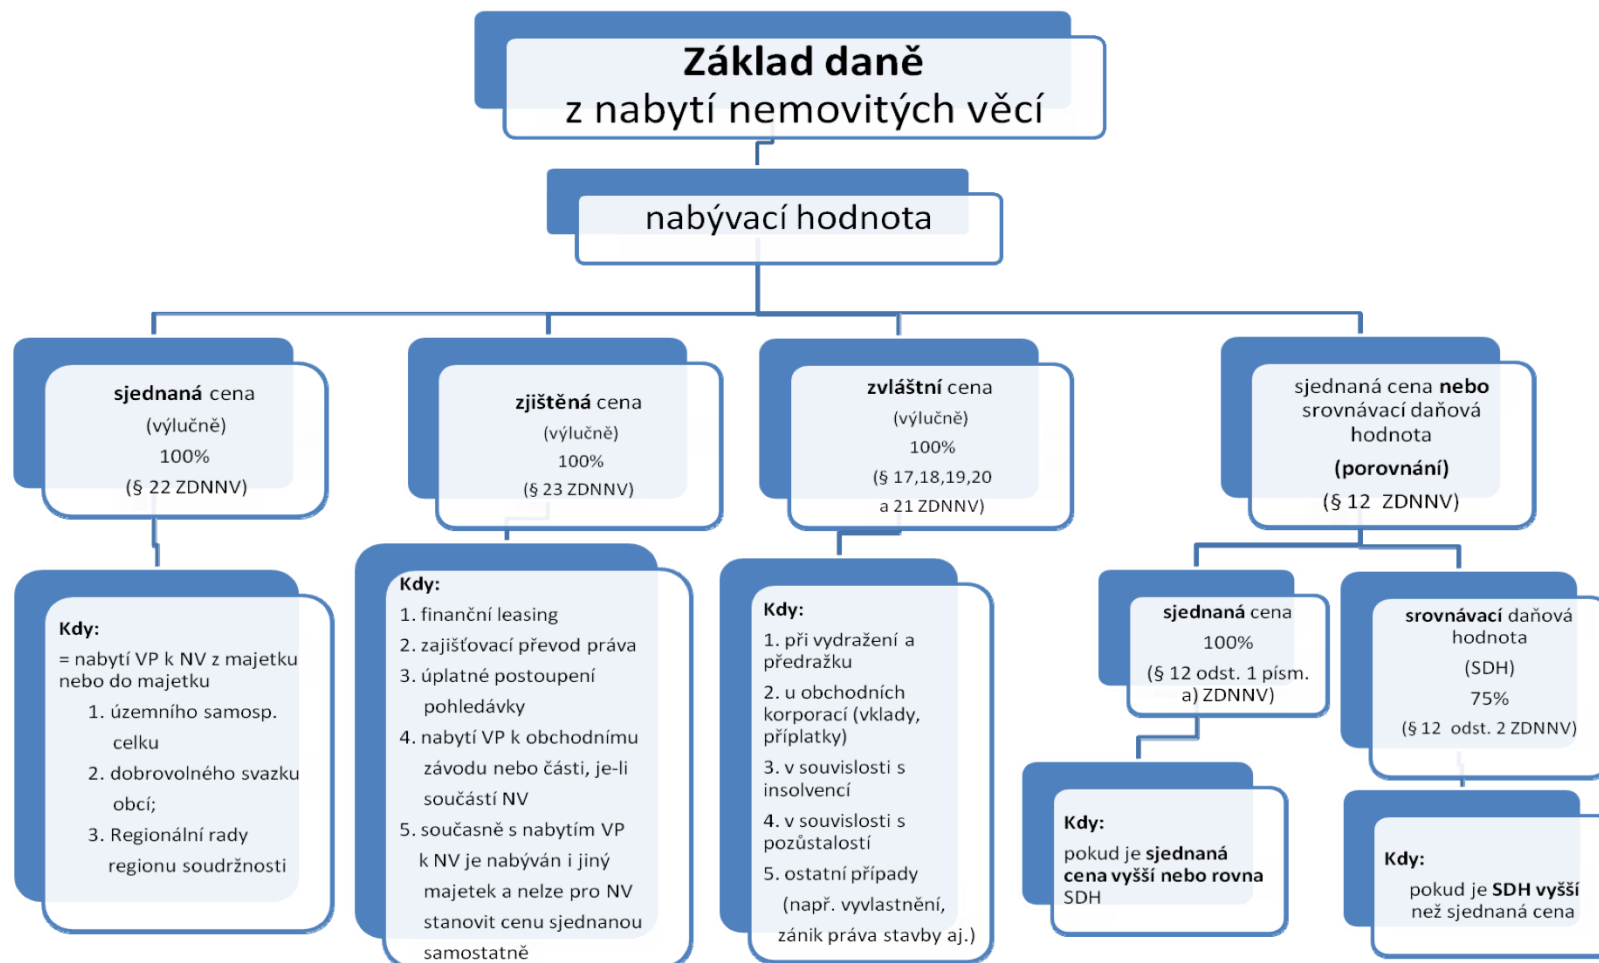 Základ daně
z nabytí nemovitých věcí
nabývací hodnota
sjednaná cena
(výlučně)
100%
(§ 22 ZDNNV)
zjištěná cena
(výlučně)
100%
(§ 23 ZDNNV)
zvláštní cena
(výlučně)
100%
(§ 17,18,19,20
a 21 ZDNNV)
sjednaná cena nebo
srovnávací daňová
hodnota
(porovnání)
(§ 12 ZDNNV)
Kdy:
= nabytí VP k NV z majetku
nebo do majetku
1. územního samosp.
celku
2. dobrovolného svazku
obcí;
3. Regionální rady
regionu soudržnosti
Kdy:
1. finanční leasing
2. zajišťovací převod práva
3. úplatné postoupení
pohledávky
4. nabytí VP k obchodnímu
závodu nebo části, je-li
součástí NV
5. současně s nabytím VP
k NV je nabýván i jiný
majetek a nelze pro NV
stanovit cenu sjednanou
samostatně
Kdy:
1. při vydražení a
předražku
2. u obchodních
korporací (vklady,
příplatky)
3. v souvislosti s
insolvencí
4. v souvislosti s
pozůstalostí
5. ostatní případy
(např. vyvlastnění,
zánik práva stavby aj.)
sjednaná cena
100%
(§ 12 odst. 1 písm.
a) ZDNNV)
srovnávací daňová
hodnota
(SDH)
75%
(§ 12 odst. 2 ZDNNV)
Kdy:
pokud je sjednaná
cena vyšší nebo rovna
SDH
Kdy:
pokud je SDH vyšší
než sjednaná cena